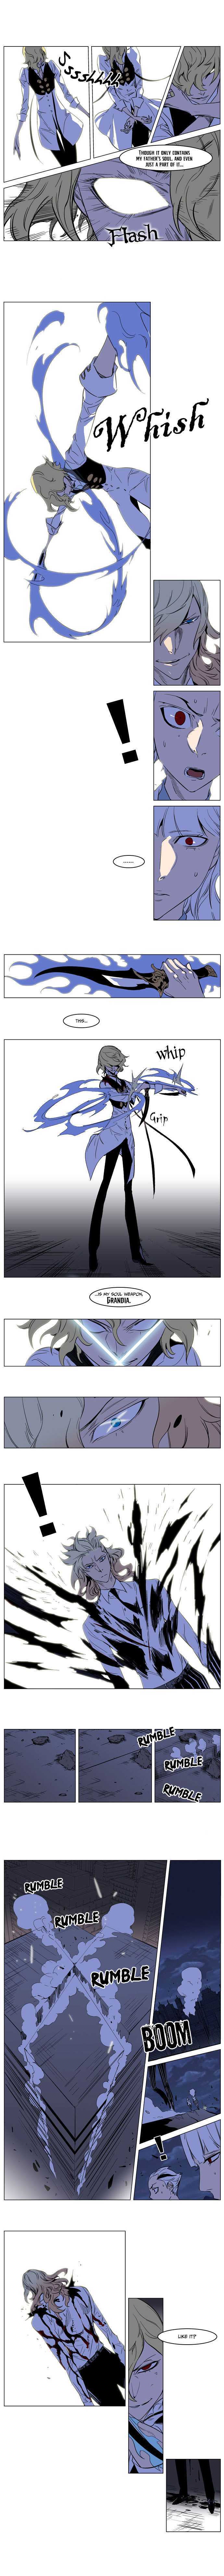 Ssssshhhhh
THOUGH IT ONLY CONTAINS
MY FATHER'S SOUL, AND EVEN
JUST A PART OF IT...
Flash
Whish
!
......
THIS...
whip
Grip
...IS MY SOUL WEAPON,
GRANDIA.
!
RUMBLE
RUMBLE
RUMBLE
RUMBLE
RUMBLE
RUMBLE
BOOM
!
LIKE IT?